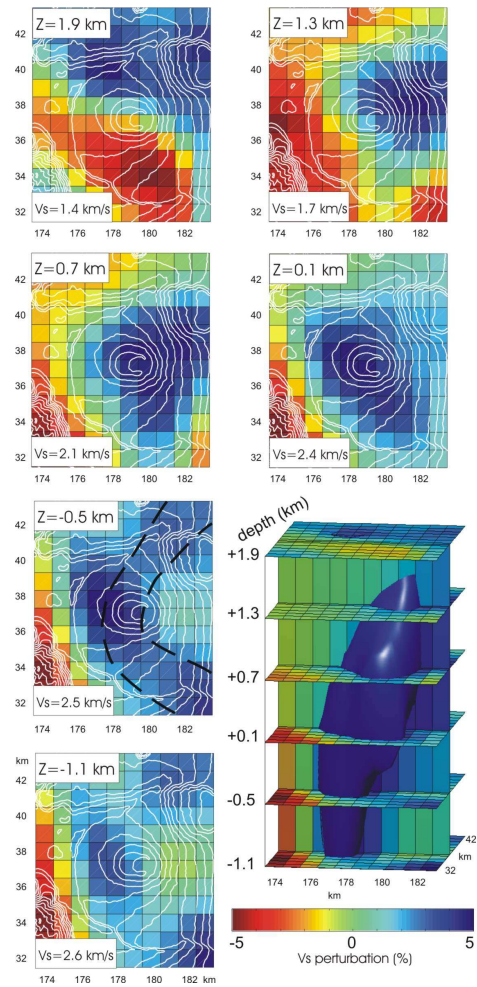 Z=1.9 km
42
40
38
36
34
32
Vs=1.4 km/s
174 176 178 180 182
Z=1.3 km
42
40
38
36
34
32
Vs=1.7 km/s
174 176 178 180 182
Z=0.7 km
42
40
38
36
34
32
Vs=2.1 km/s
174 176 178 180 182
Z=0.1 km
42
40
38
36
34
32
Vs=2.4 km/s
174 176 178 180 182
Z=-0.5 km
42
40
38
36
34
32
Vs=2.5 km/s
174 176 178 180 182
depth (km)
+1.9
+1.3
+0.7
+0.1
-0.5
-1.1
42
km
32
174 176 178 180 182
km
km
Z=-1.1 km
42
40
38
36
34
32
Vs=2.6 km/s
174 176 178 180 182 km
-5 0 5
Vs perturbation (%)